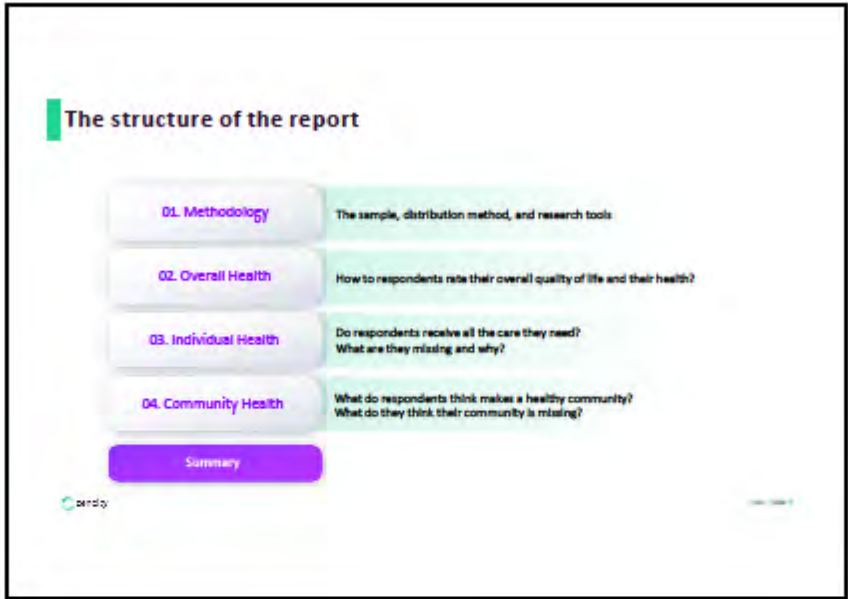 The structure of the report
01. Methodology
The sample, distribution method, and research tools
02. Overall Health
How to respondents rate their overall quality of life and their health?
03. Individual Health
Do respondents receive all the care they need?
What are they missing and why?
04. Community Health
What do respondents think makes a healthy community?
What do they think their community is missing?
Summary